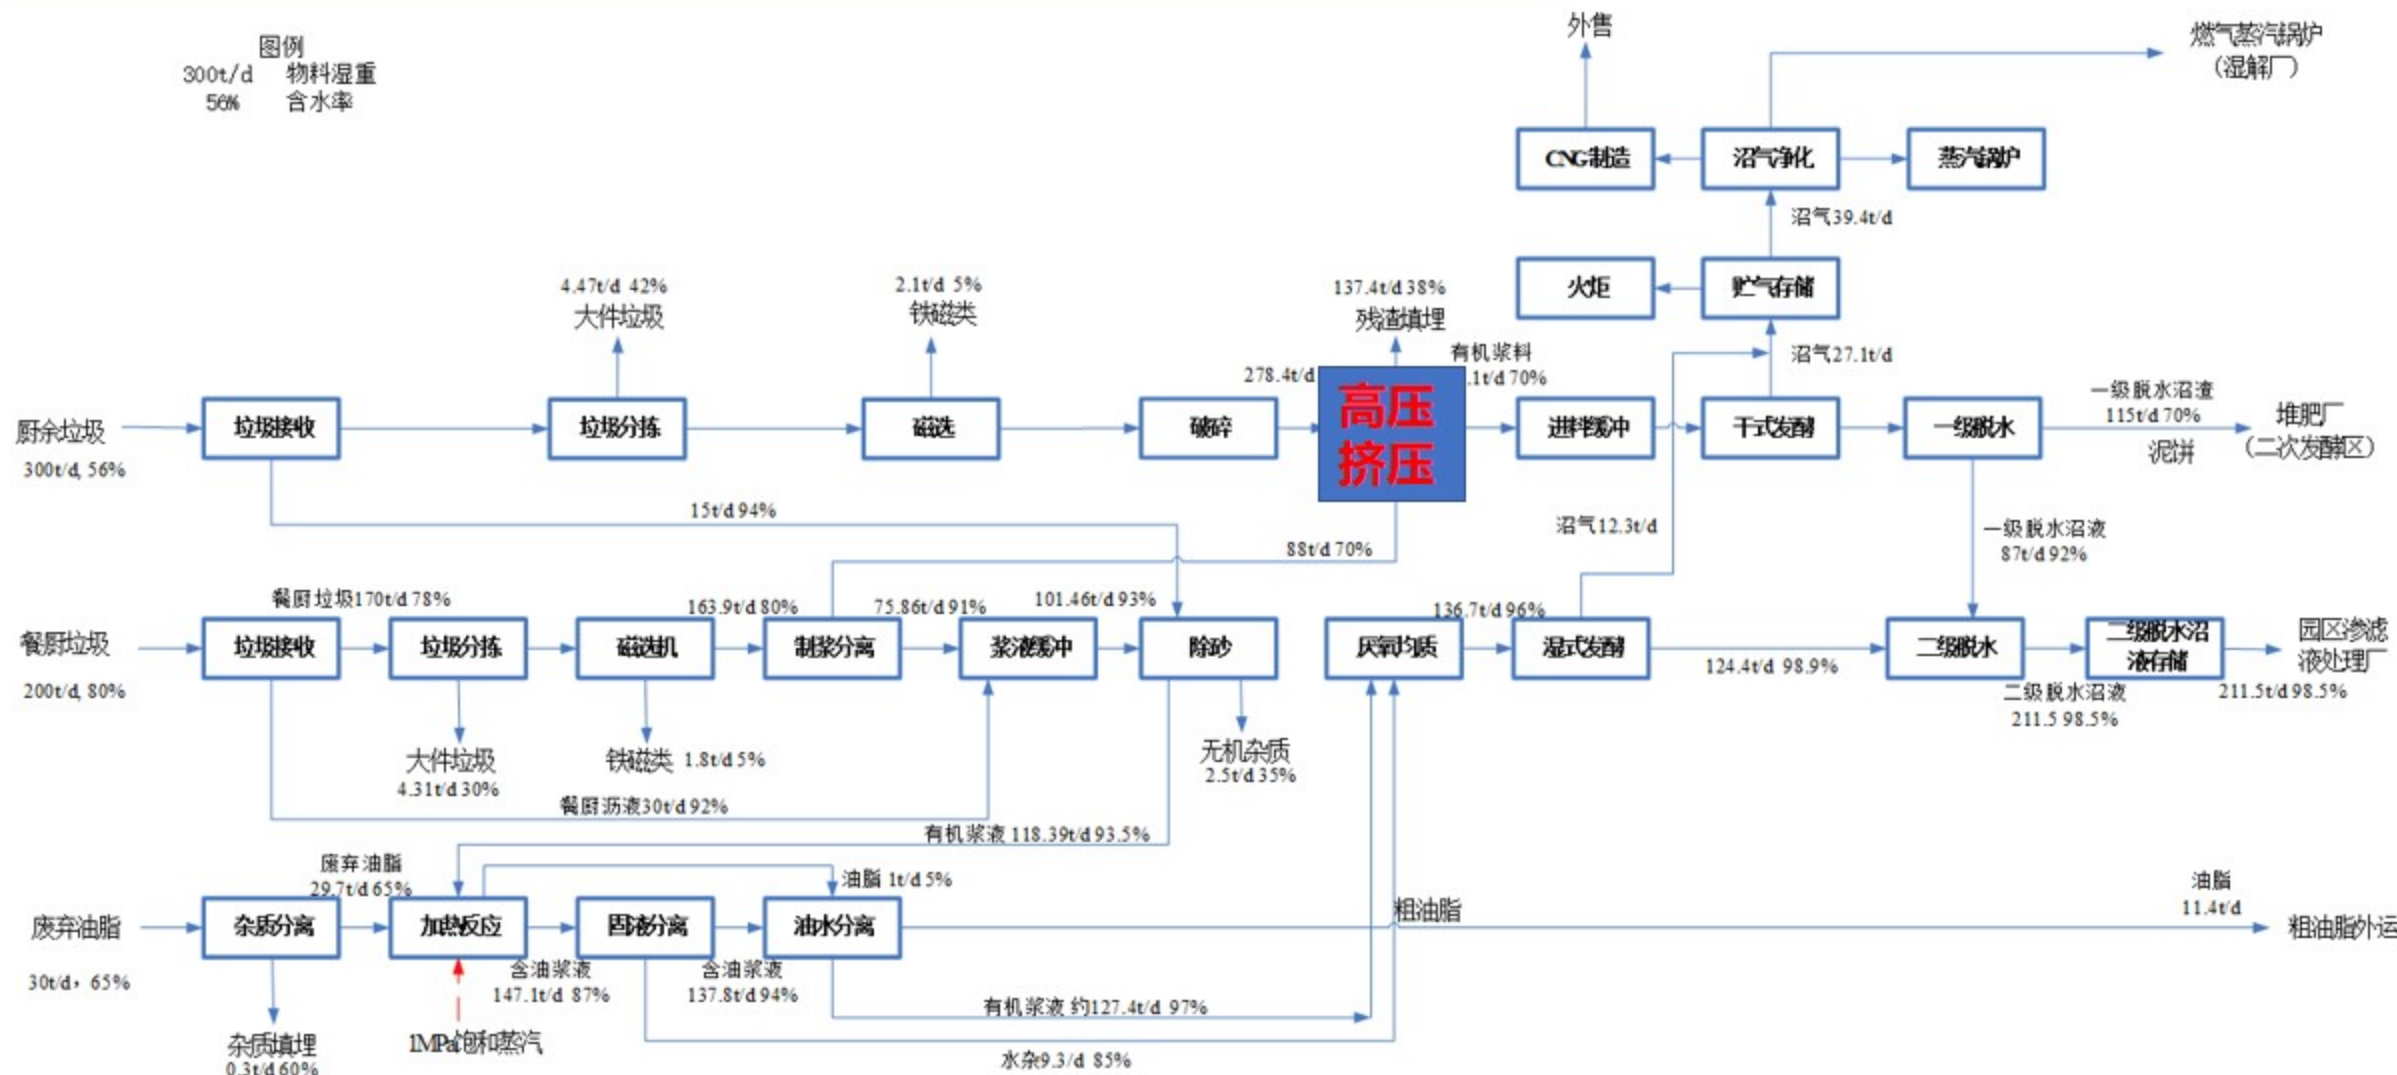 图例
300t/d 物料湿重
56% 含水率
外售
燃气蒸汽锅炉
(湿解厂)
CNG制造
沼气净化
蒸汽锅炉
沼气39.4t/d
火炬
贮气存储
4.47t/d 42%
大件垃圾
2.1t/d 5%
铁磁类
137.4t/d 38%
残渣填埋
有机浆料
.1t/d 70%
278.4t/d
沼气27.1t/d
厨余垃圾
300t/d, 56%
垃圾接收
垃圾分拣
磁选
破碎
高压
挤压
进料缓冲
干式发酵
一级脱水
一级脱水沼渣
115t/d 70%
泥饼
堆肥厂
(二次发酵区)
15t/d 94%
88t/d 70%
沼气12.3t/d
一级脱水沼液
87t/d 92%
餐厨垃圾170t/d 78%
163.9t/d 80%
75.86t/d 91%
101.46t/d 93%
136.7t/d 96%
餐厨垃圾
200t/d, 80%
垃圾接收
垃圾分拣
磁选机
制浆分离
浆液缓冲
除砂
厌氧均质
湿式发酵
124.4t/d 98.9%
二级脱水
二级脱水沼
液存储
园区渗滤
液处理厂
二级脱水沼液
211.5 98.5%
211.5t/d 98.5%
大件垃圾
4.31t/d 30%
铁磁类 1.8t/d 5%
无机杂质
2.5t/d 35%
餐厨沥液30t/d 92%
有机浆液 118.39t/d 93.5%
废弃油脂
29.7t/d 65%
油脂 1t/d 5%
废弃油脂
30t/d, 65%
杂质分离
加热反应
固液分离
油水分离
粗油脂
油脂
11.4t/d
粗油脂外运
含油浆液
147.1t/d 87%
含油浆液
137.8t/d 94%
有机浆液 约127.4t/d 97%
杂质填埋
0.3t/d 60%
1MPa饱和蒸汽
水杂9.3/d 85%